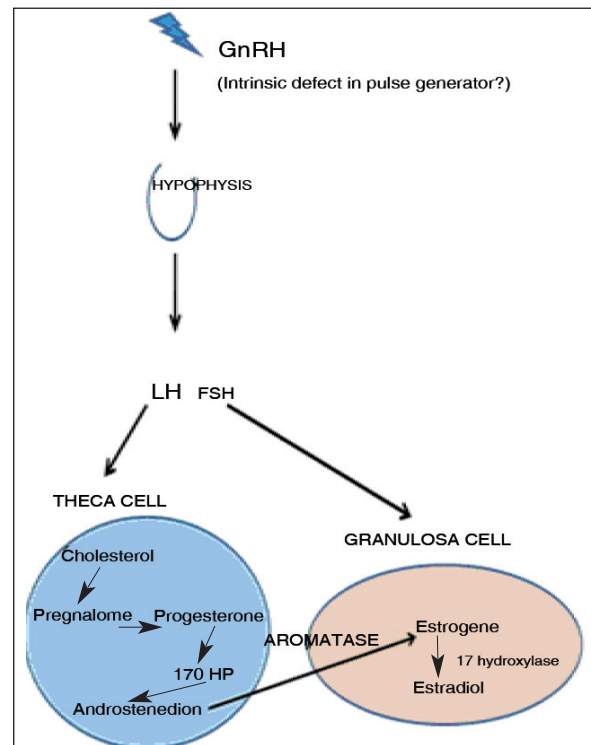 GnRH
(Intrinsic defect in pulse generator?)
HYPOPHYSIS
LH FSH
THECA CELL
GRANULOSA CELL
Cholesterol
Pregnalome
Progesterone
170 HP
Androstenedion
AROMATASE
Estrogene
17 hydroxylase
Estradiol